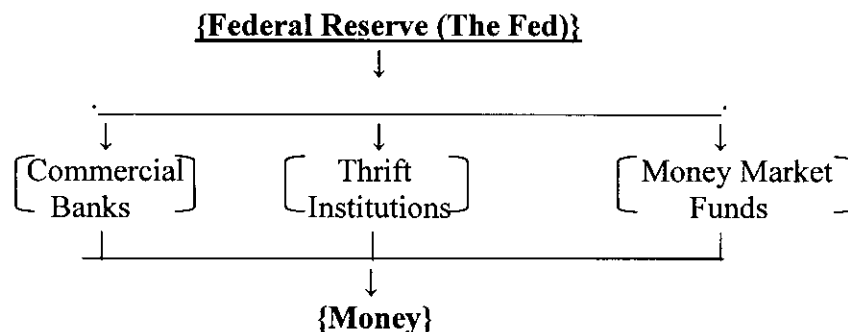 {Federal Reserve (The Fed)}
Commercial Banks
Thrift Institutions
Money Market Funds
{Money}